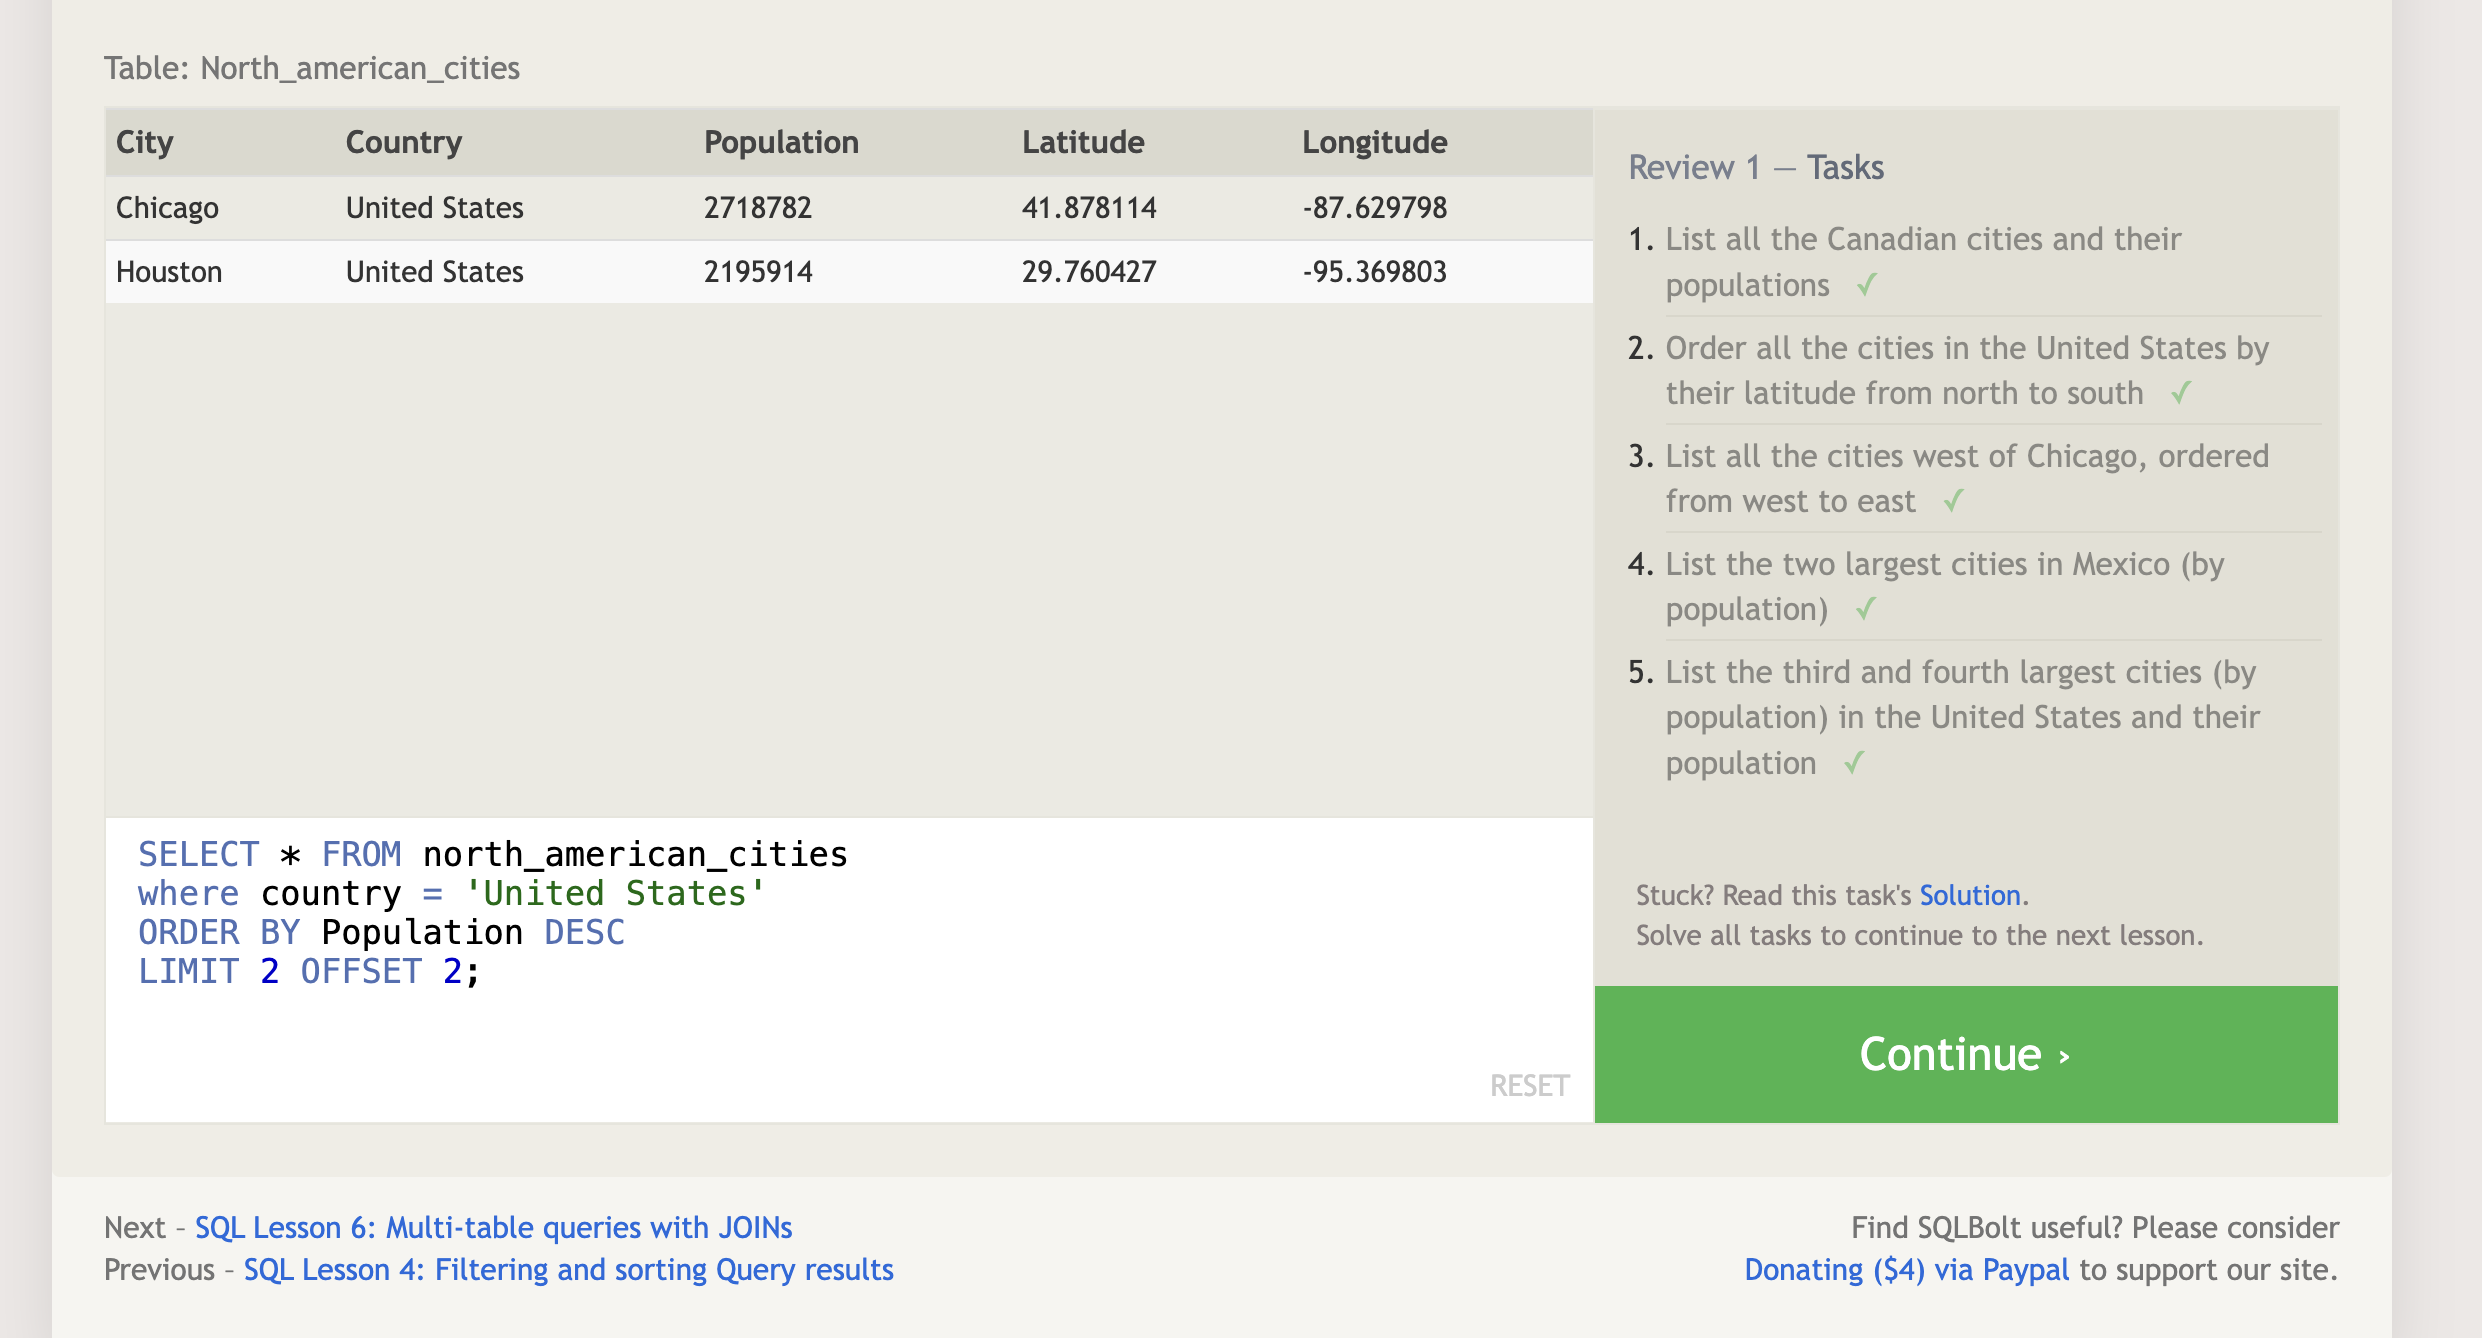 Table: North_american_cities
City Country Population Latitude Longitude
Chicago United States 2718782 41.878114 -87.629798
Houston United States 2195914 29.760427 -95.369803
SELECT * FROM north_american_cities
where country = 'United States'
ORDER BY Population DESC
LIMIT 2 OFFSET 2;
RESET
Review 1 — Tasks
1. List all the Canadian cities and their
populations ✓
2. Order all the cities in the United States by
their latitude from north to south ✓
3. List all the cities west of Chicago, ordered
from west to east ✓
4. List the two largest cities in Mexico (by
population) ✓
5. List the third and fourth largest cities (by
population) in the United States and their
population ✓
Stuck? Read this task's Solution.
Solve all tasks to continue to the next lesson.
Continue ›
Next – SQL Lesson 6: Multi-table queries with JOINs
Previous – SQL Lesson 4: Filtering and sorting Query results
Find SQLBolt useful? Please consider
Donating ($4) via Paypal to support our site.